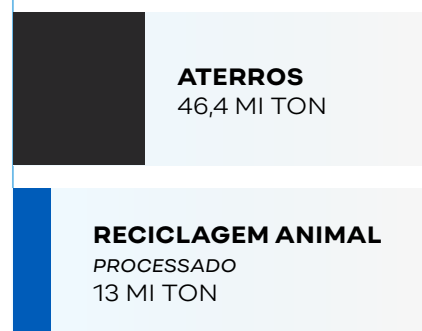 ATERROS
46,4 MI TON
RECICLAGEM ANIMAL
PROCESSADO
13 MI TON